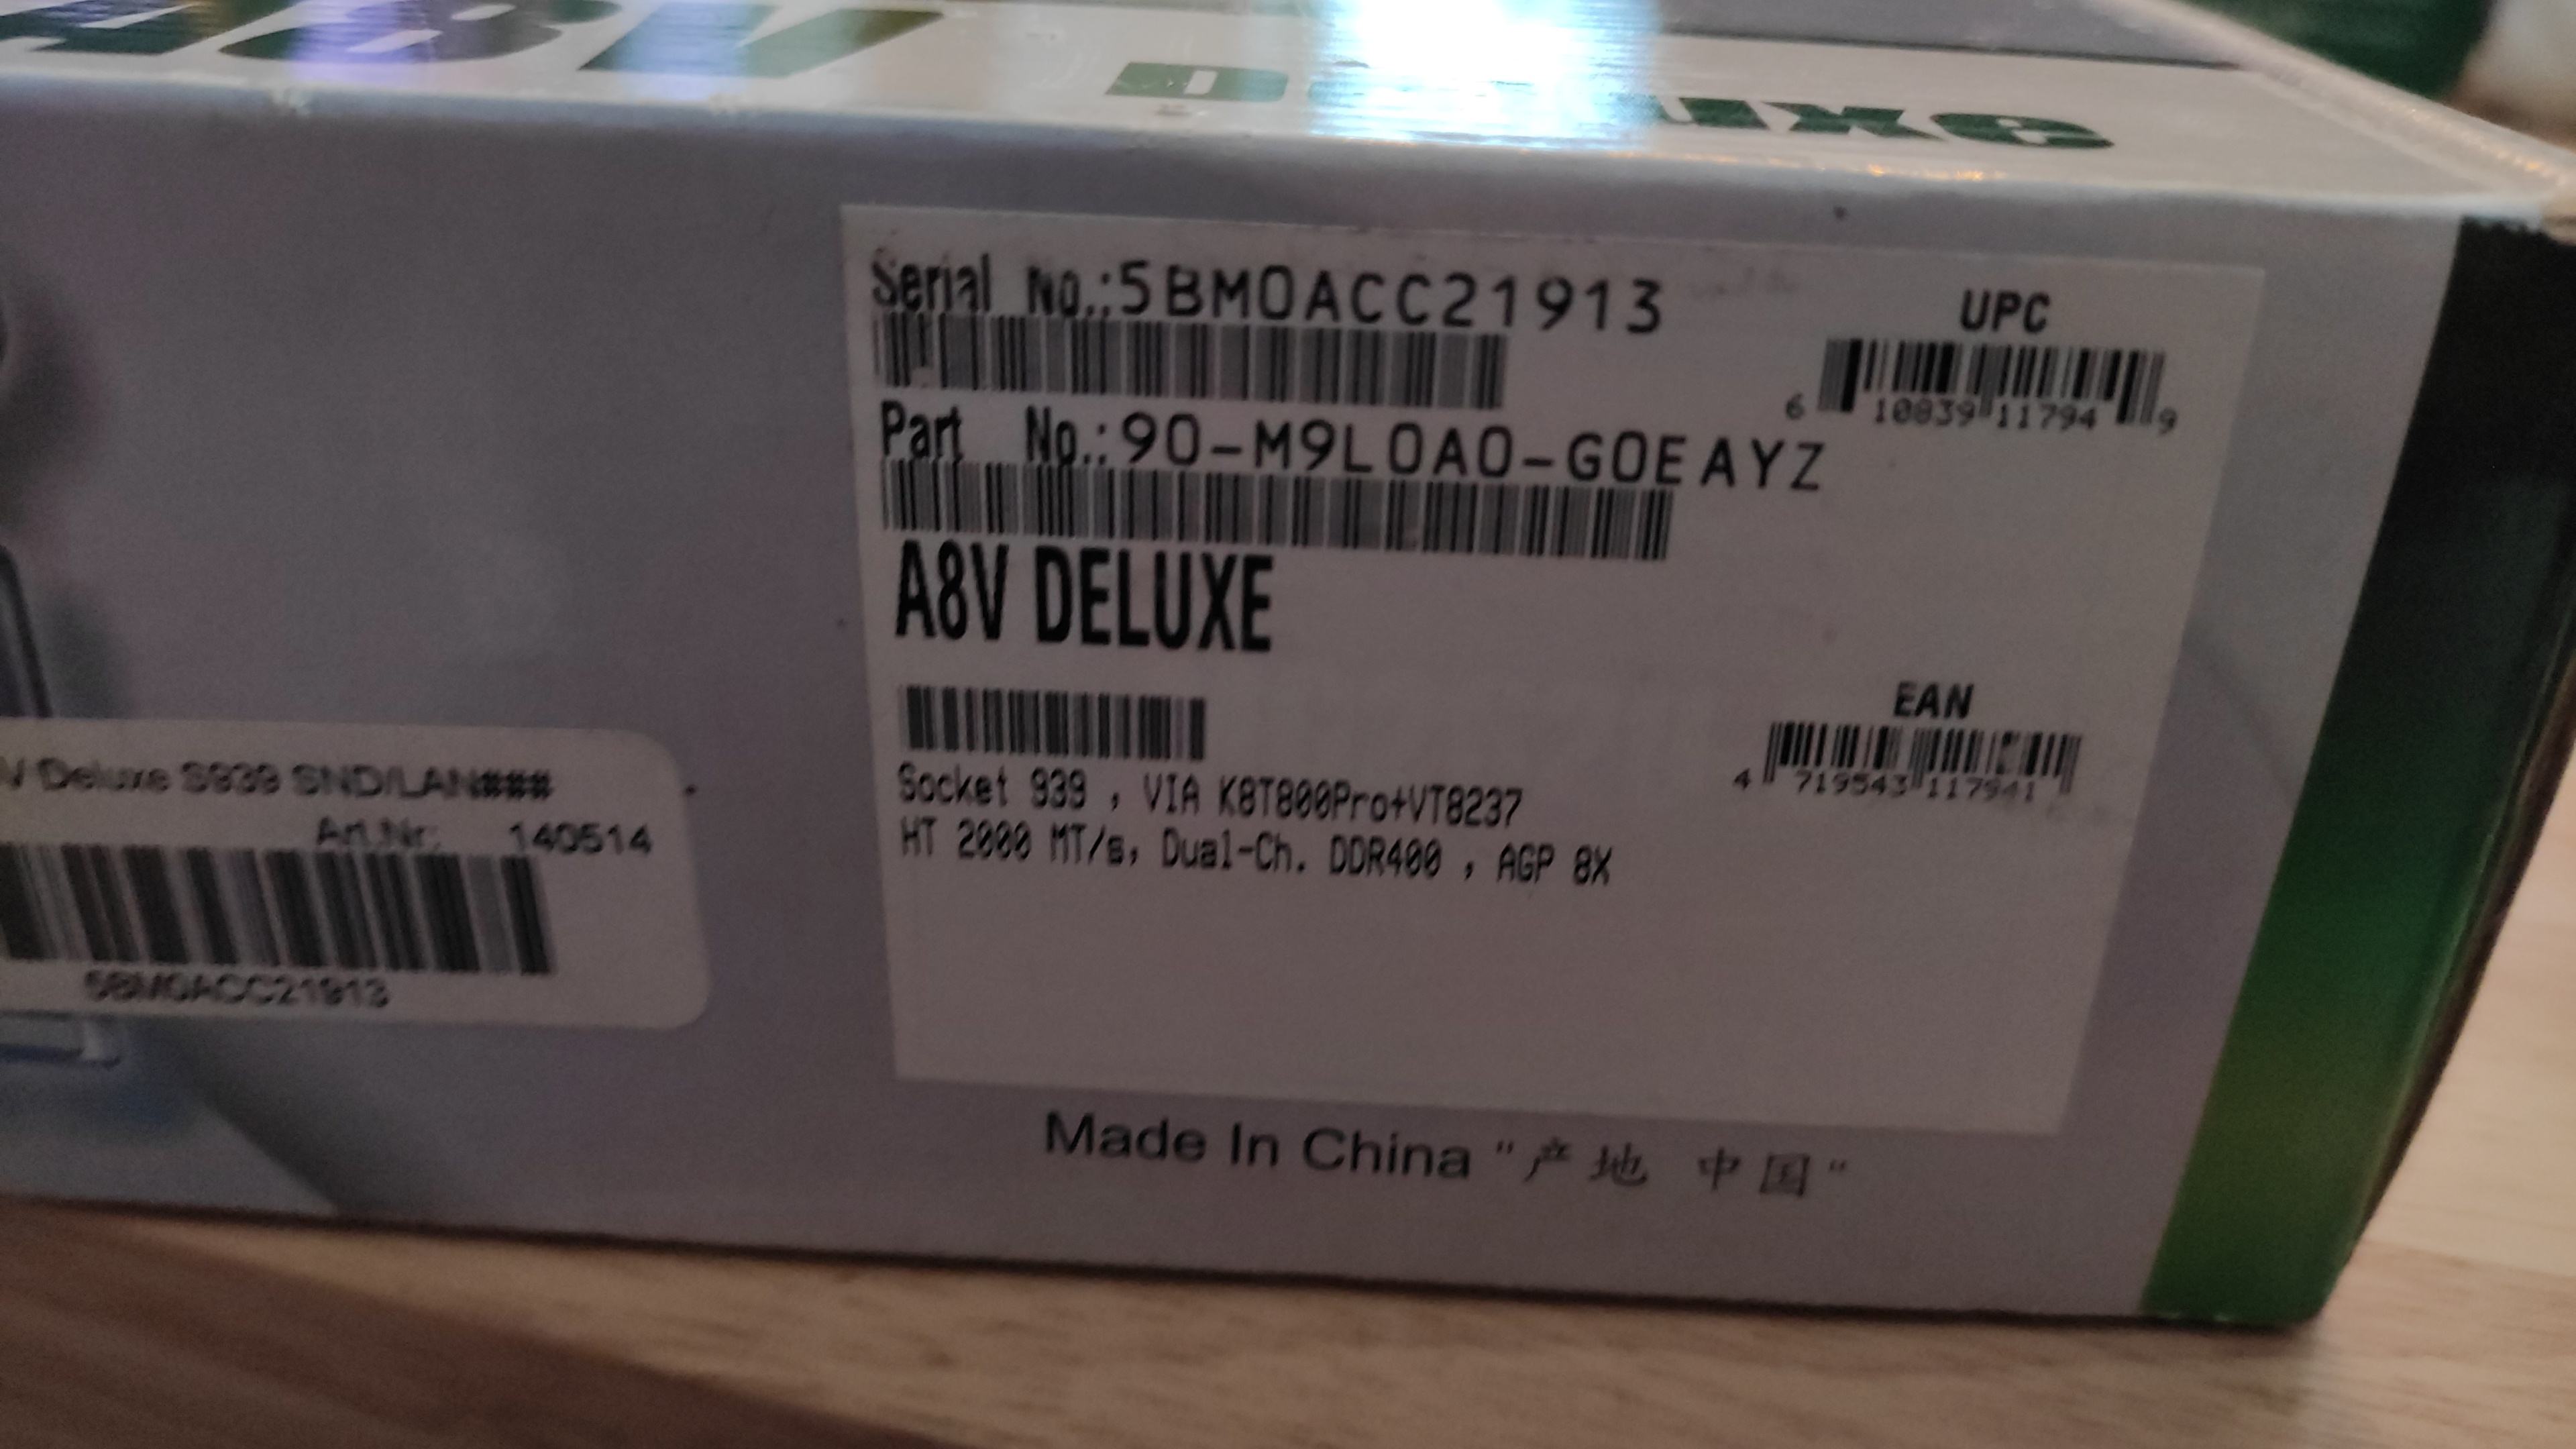 A8V Deluxe
Serial No.:5BM0ACC21913
UPC
6 10839 11794 9
Part No.:90-M9L0A0-G0EAYZ
A8V DELUXE
EAN
4 719543 117941
Socket 939 , VIA K8T800Pro+VT8237
HT 2000 MT/s, Dual-Ch. DDR400 , AGP 8X
V Deluxe S939 SND/LAN###
Art.Nr. 140514
5BM0ACC21913
Made In China "产地 中国"